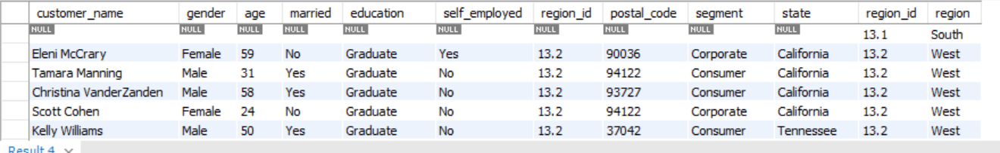 customer_name gender age married education self_employed region_id postal_code segment state region_id region
NULL NULL NULL NULL NULL NULL NULL NULL NULL NULL 13.1 South
Eleni McCrary Female 59 No Graduate Yes 13.2 90036 Corporate California 13.2 West
Tamara Manning Male 31 Yes Graduate No 13.2 94122 Consumer California 13.2 West
Christina VanderZanden Male 58 Yes Graduate No 13.2 93727 Consumer California 13.2 West
Scott Cohen Female 24 No Graduate No 13.2 94122 Corporate California 13.2 West
Kelly Williams Male 50 Yes Graduate No 13.2 37042 Consumer Tennessee 13.2 West
Result 4